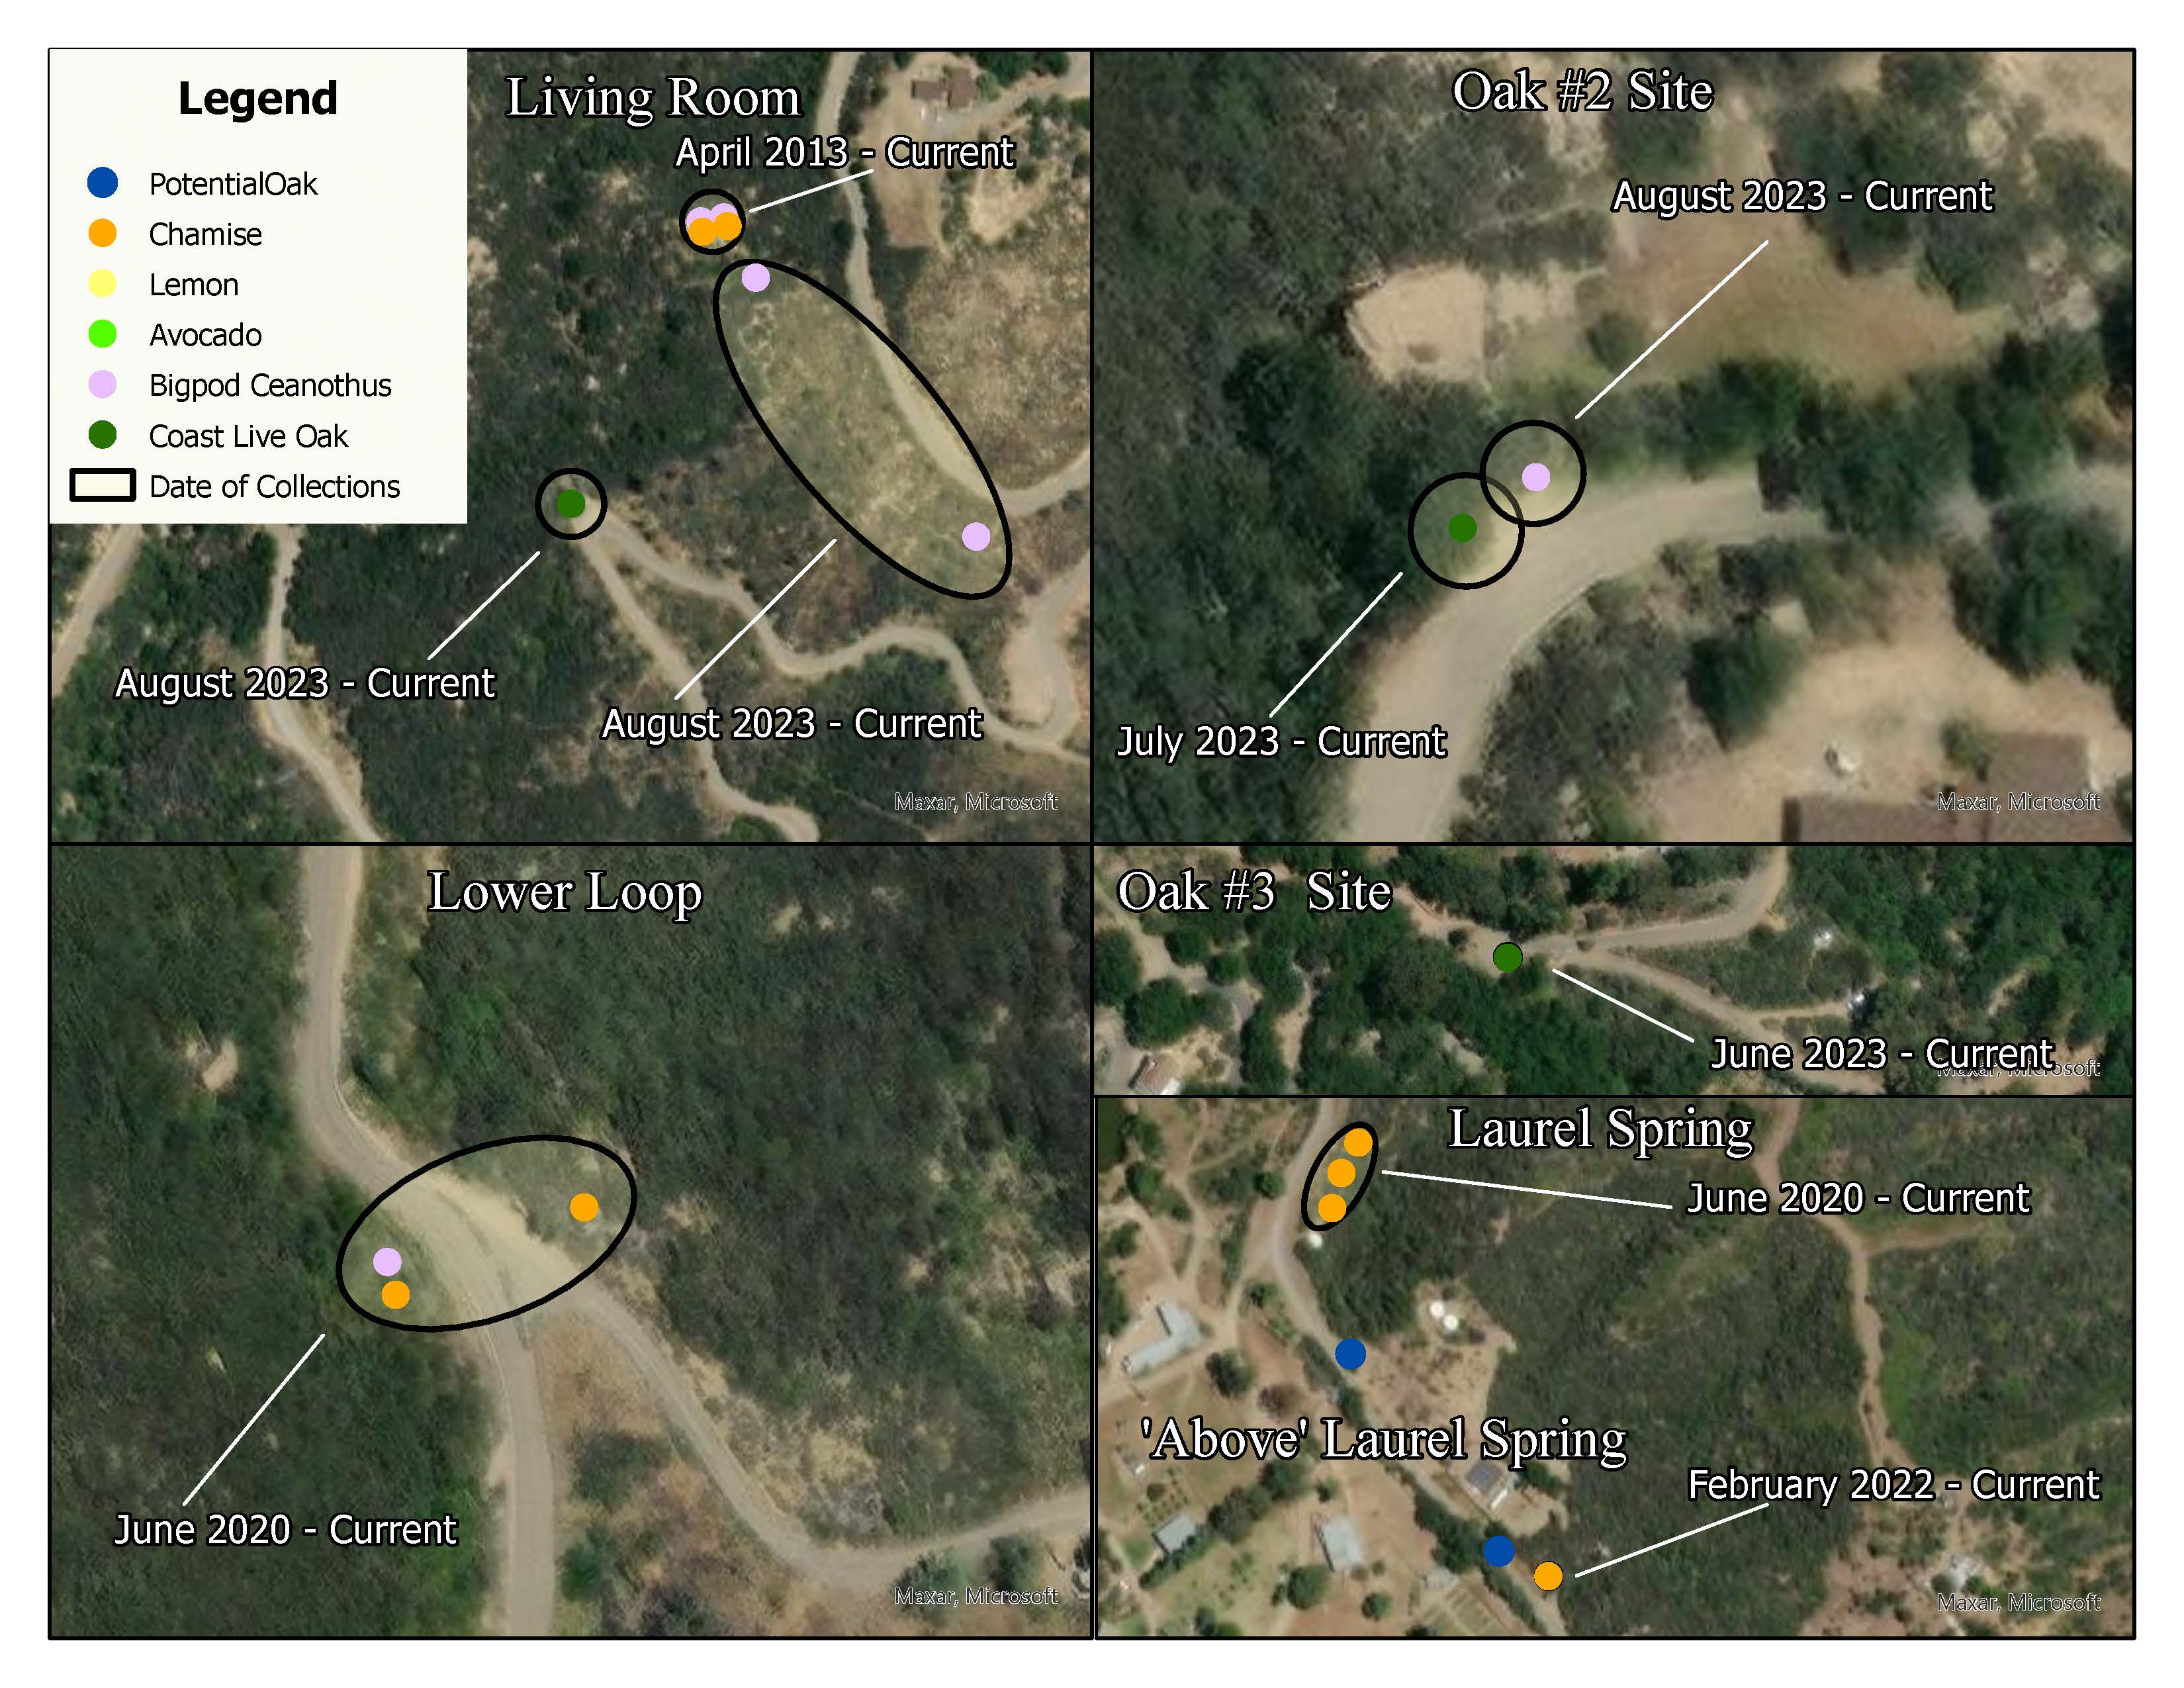 Legend
PotentialOak
Chamise
Lemon
Avocado
Bigpod Ceanothus
Coast Live Oak
Date of Collections
Living Room
April 2013 - Current
August 2023 - Current
August 2023 - Current
Maxar, Microsoft
Oak #2 Site
August 2023 - Current
July 2023 - Current
Maxar, Microsoft
Lower Loop
June 2020 - Current
Maxar, Microsoft
Oak #3 Site
June 2023 - Current
Maxar, Microsoft
Laurel Spring
June 2020 - Current
'Above' Laurel Spring
February 2022 - Current
Maxar, Microsoft